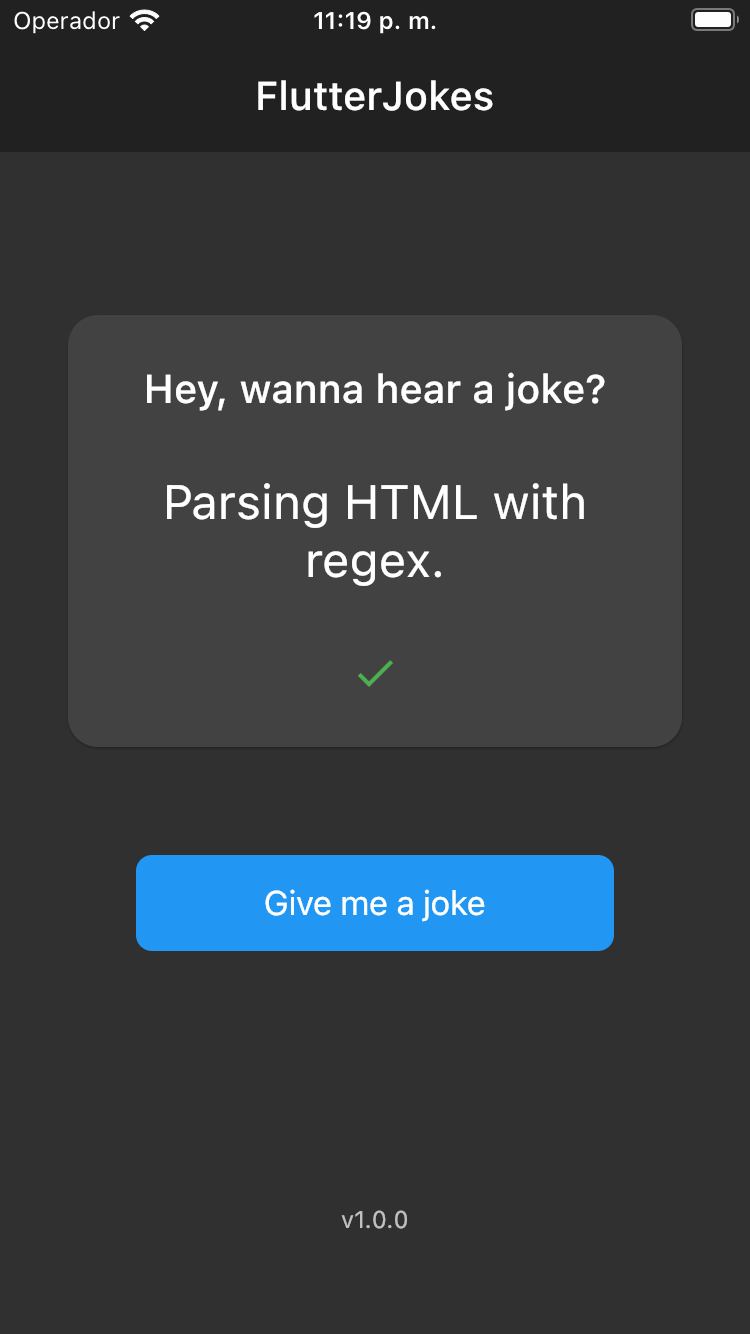 Operador
11:19 p. m.
FlutterJokes
Hey, wanna hear a joke?
Parsing HTML with
regex.
Give me a joke
v1.0.0